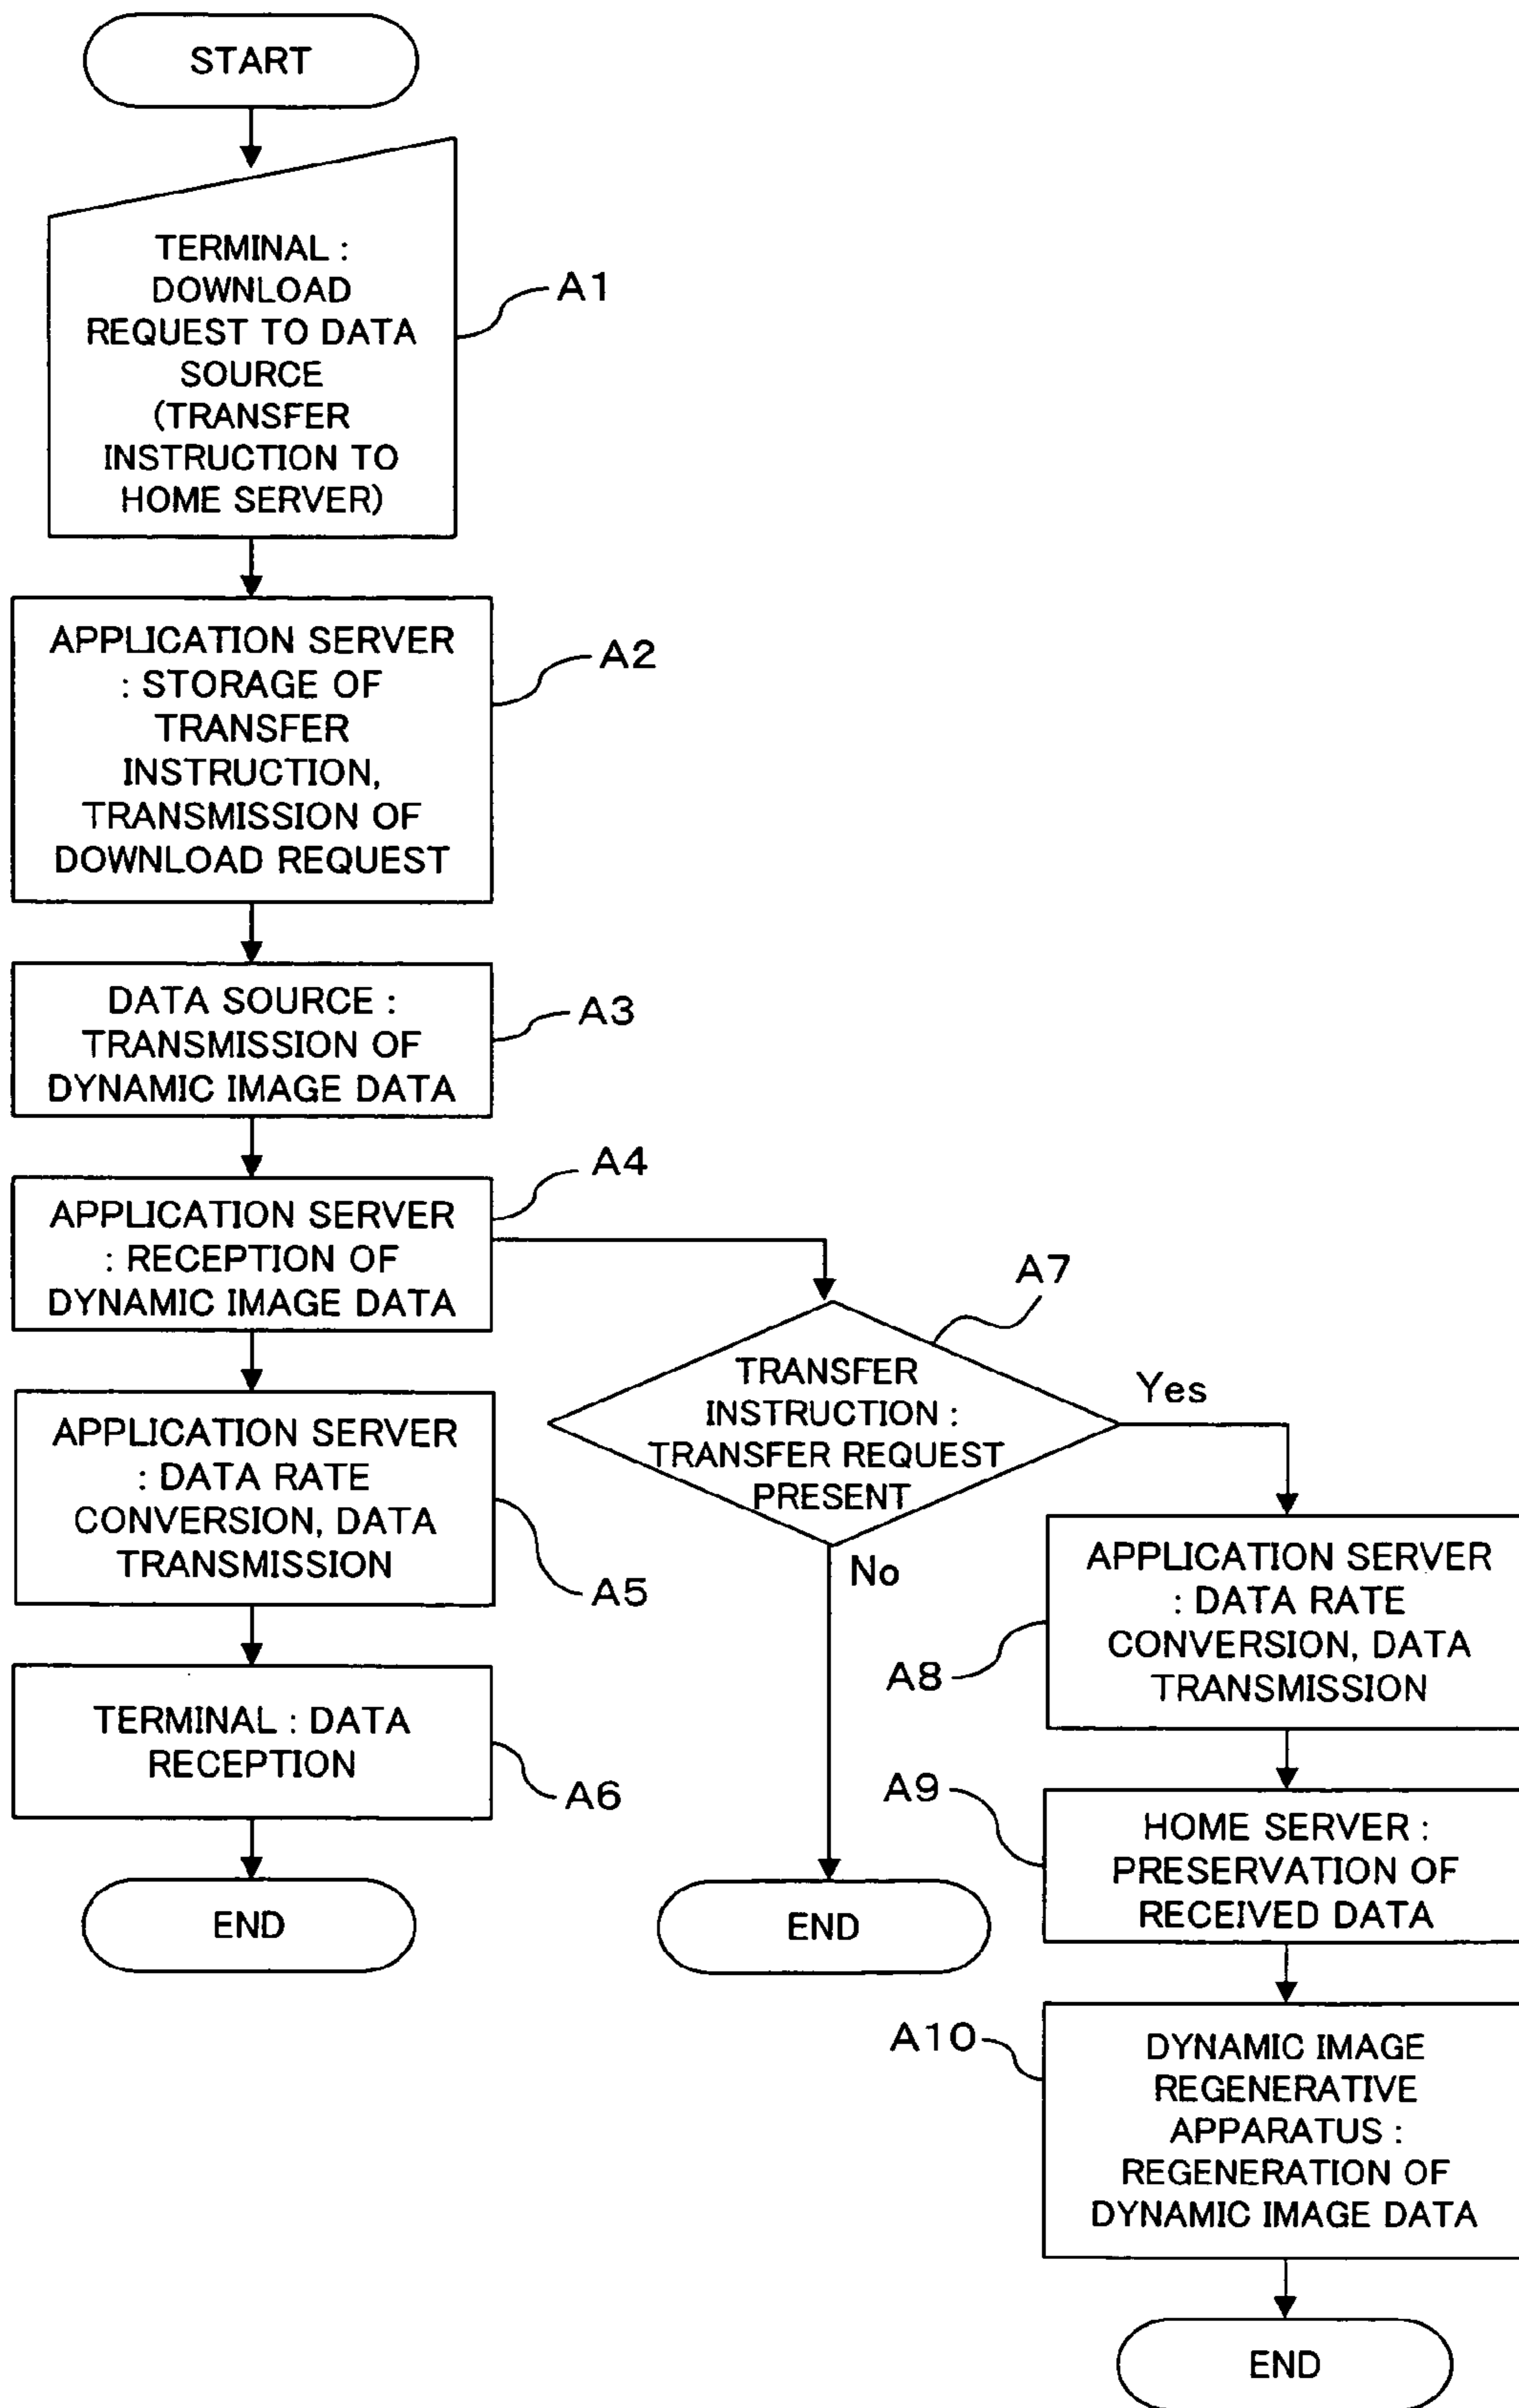 START
TERMINAL :
DOWNLOAD
REQUEST TO DATA
SOURCE
(TRANSFER
INSTRUCTION TO
HOME SERVER)
A1
APPLICATION SERVER
: STORAGE OF
TRANSFER
INSTRUCTION,
TRANSMISSION OF
DOWNLOAD REQUEST
A2
DATA SOURCE :
TRANSMISSION OF
DYNAMIC IMAGE DATA
A3
APPLICATION SERVER
: RECEPTION OF
DYNAMIC IMAGE DATA
A4
APPLICATION SERVER
: DATA RATE
CONVERSION, DATA
TRANSMISSION
A5
TERMINAL : DATA
RECEPTION
A6
END
A7
TRANSFER
INSTRUCTION :
TRANSFER REQUEST
PRESENT
Yes
No
END
APPLICATION SERVER
: DATA RATE
CONVERSION, DATA
TRANSMISSION
A8
A9
HOME SERVER :
PRESERVATION OF
RECEIVED DATA
A10
DYNAMIC IMAGE
REGENERATIVE
APPARATUS :
REGENERATION OF
DYNAMIC IMAGE DATA
END